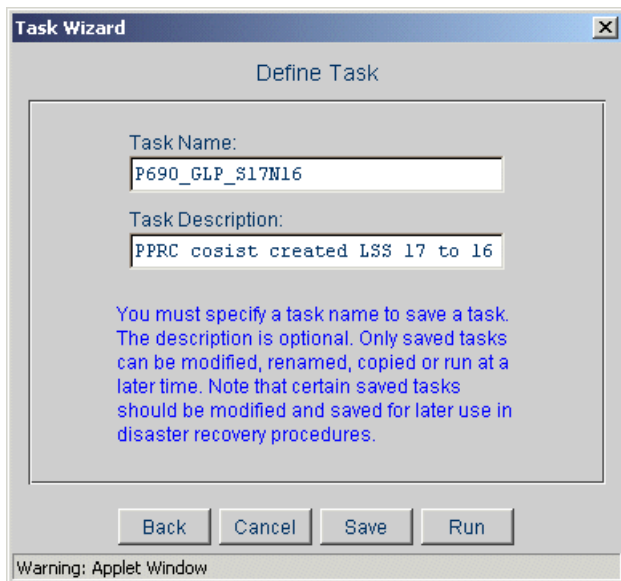 Task Wizard
Define Task
Task Name:
P690_GLP_S17N16
Task Description:
PPRC cosist created LSS 17 to 16
You must specify a task name to save a task.
The description is optional. Only saved tasks
can be modified, renamed, copied or run at a
later time. Note that certain saved tasks
should be modified and saved for later use in
disaster recovery procedures.
Back Cancel Save Run
Warning: Applet Window